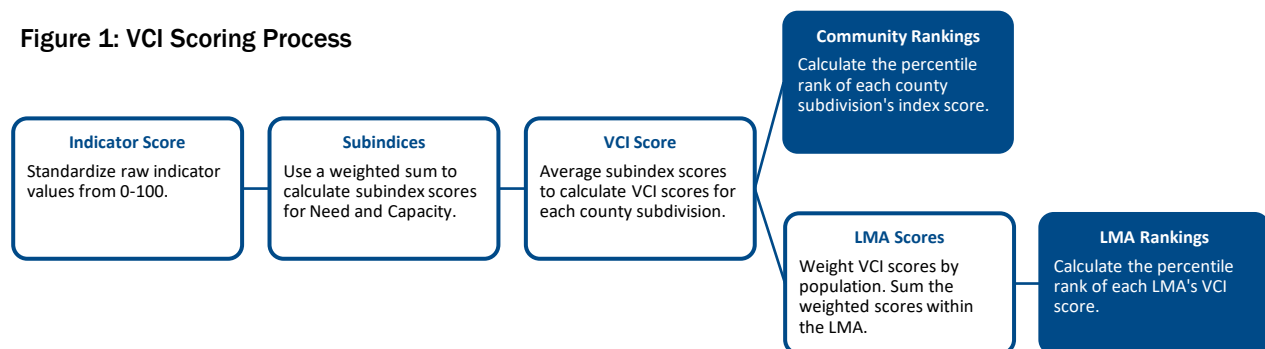 Figure 1: VCI Scoring Process
Indicator Score
Standardize raw indicator
values from 0-100.
Subindices
Use a weighted sum to
calculate subindex scores
for Need and Capacity.
VCI Score
Average subindex scores
to calculate VCI scores for
each county subdivision.
Community Rankings
Calculate the percentile
rank of each county
subdivision's index score.
LMA Scores
Weight VCI scores by
population. Sum the
weighted scores within
the LMA.
LMA Rankings
Calculate the percentile
rank of each LMA's VCI
score.